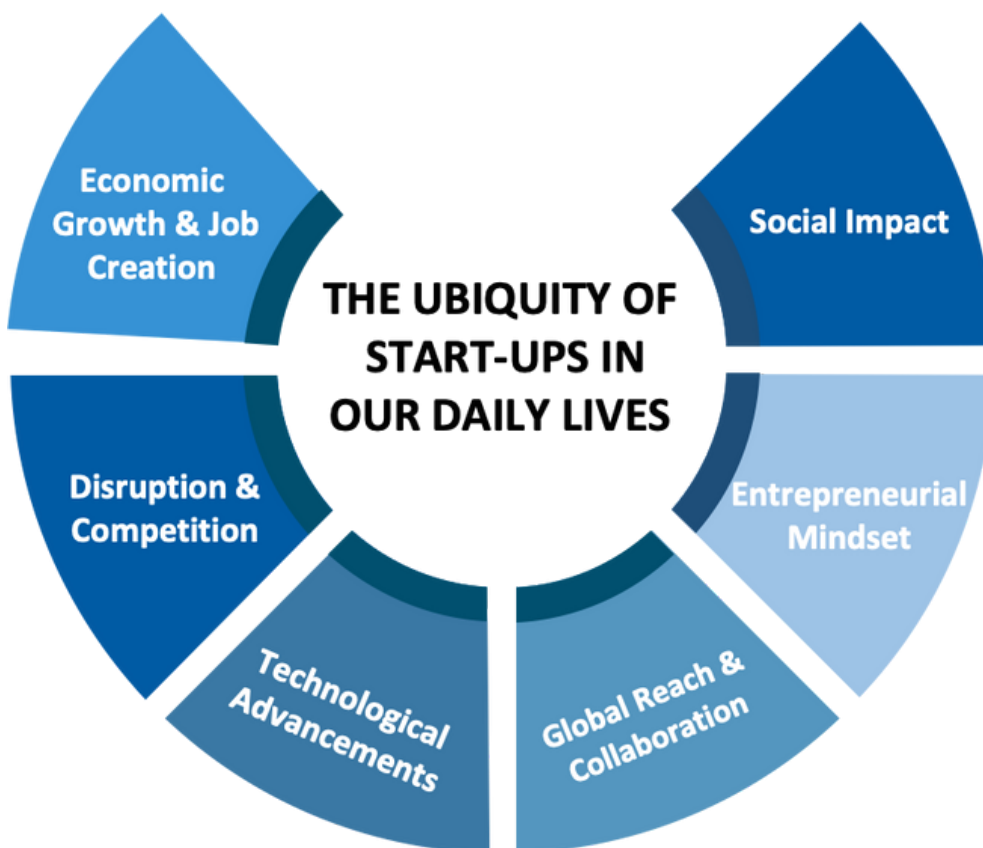 Economic
Growth & Job
Creation
Social Impact
THE UBIQUITY OF
START-UPS IN
OUR DAILY LIVES
Disruption &
Competition
Entrepreneurial
Mindset
Technological
Advancements
Global Reach &
Collaboration